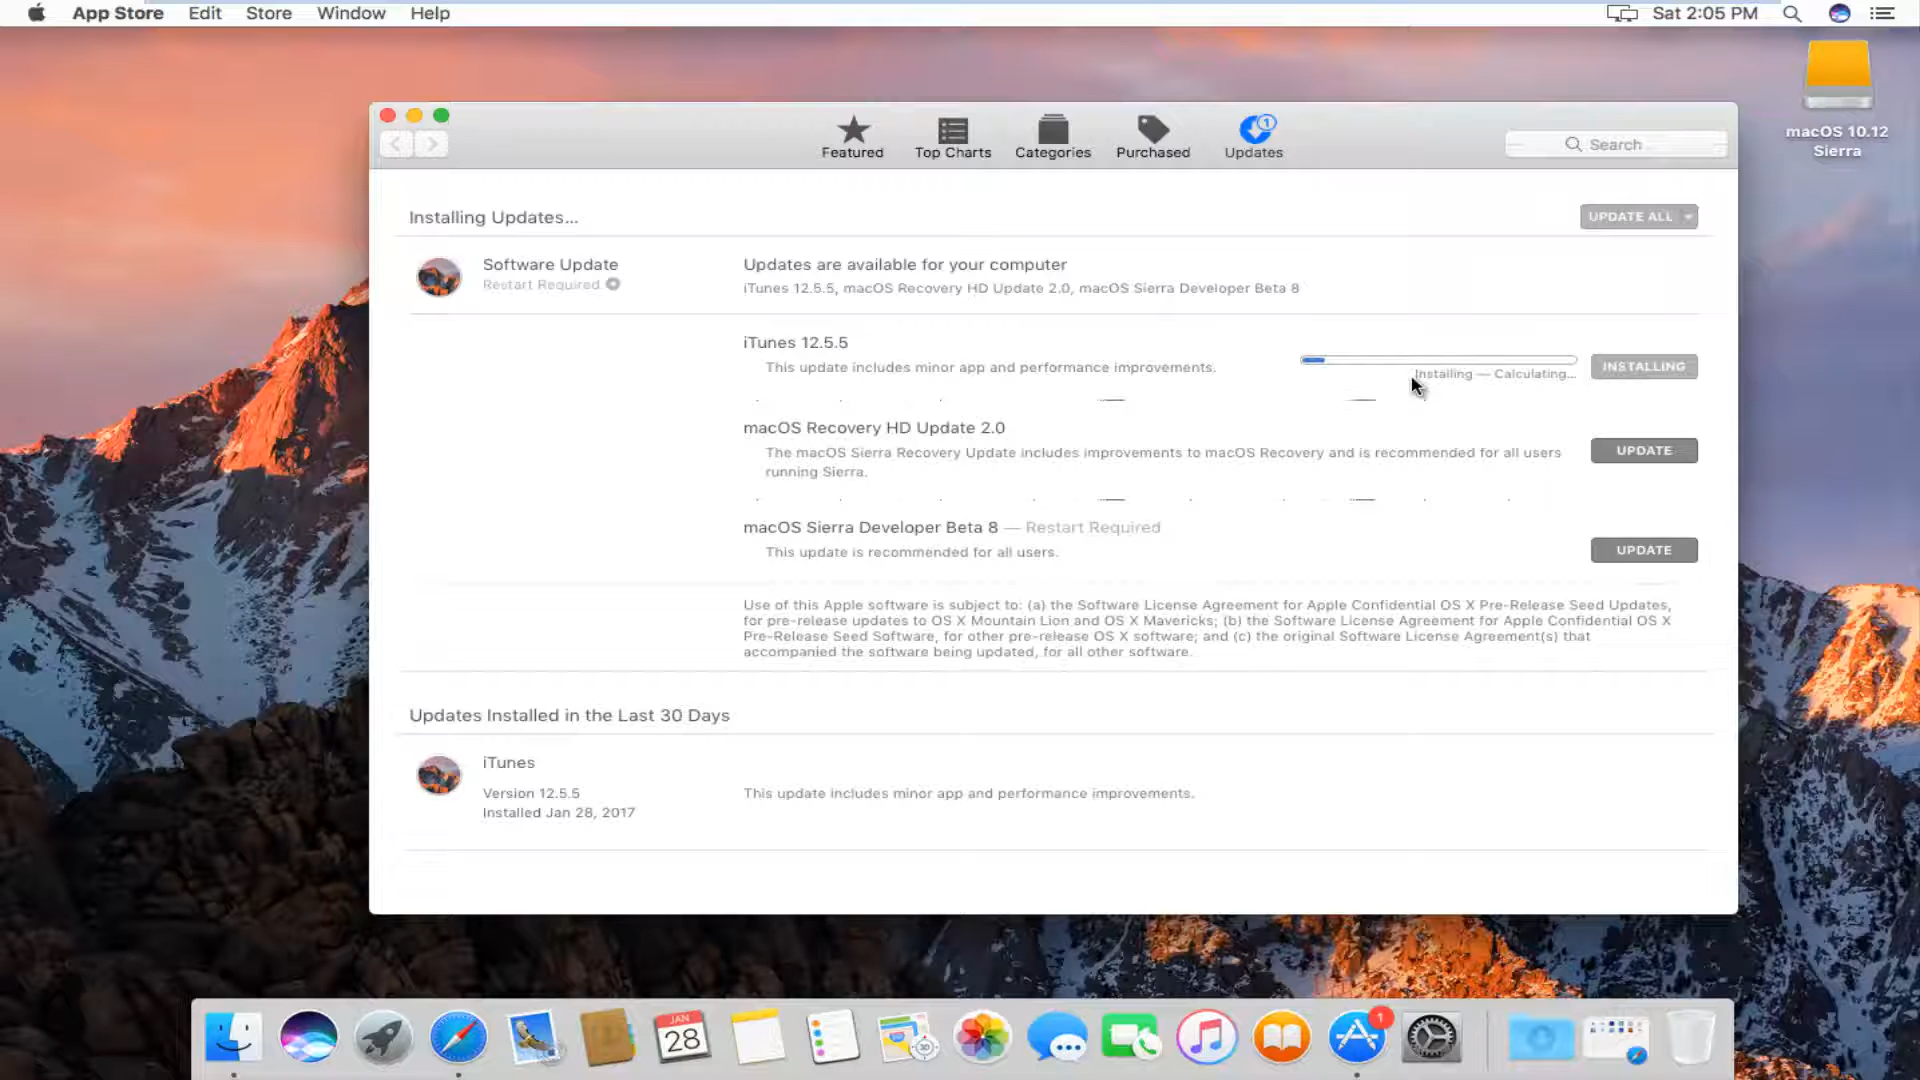 App Store Edit Store Window Help
Sat 2:05 PM
macOS 10.12
Sierra
Featured
Top Charts
Categories
Purchased
1
Updates
Search
Installing Updates...
UPDATE ALL
Software Update
Restart Required
Updates are available for your computer
iTunes 12.5.5, macOS Recovery HD Update 2.0, macOS Sierra Developer Beta 8
iTunes 12.5.5
This update includes minor app and performance improvements.
Installing — Calculating...
INSTALLING
macOS Recovery HD Update 2.0
The macOS Sierra Recovery Update includes improvements to macOS Recovery and is recommended for all users
running Sierra.
UPDATE
macOS Sierra Developer Beta 8 — Restart Required
This update is recommended for all users.
UPDATE
Use of this Apple software is subject to: (a) the Software License Agreement for Apple Confidential OS X Pre-Release Seed Updates,
for pre-release updates to OS X Mountain Lion and OS X Mavericks; (b) the Software License Agreement for Apple Confidential OS X
Pre-Release Seed Software, for other pre-release OS X software; and (c) the original Software License Agreement(s) that
accompanied the software being updated, for all other software.
Updates Installed in the Last 30 Days
iTunes
Version 12.5.5
Installed Jan 28, 2017
This update includes minor app and performance improvements.
JAN
28
3D
1